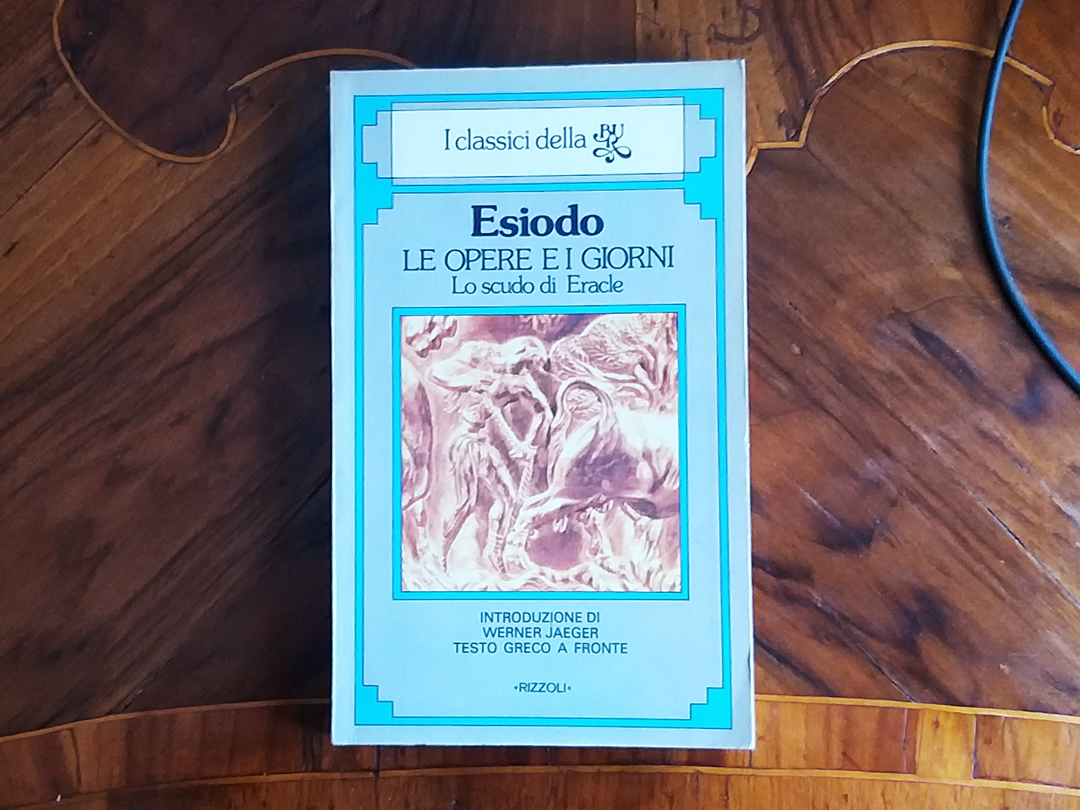 I classici della BUR
Esiodo
LE OPERE E I GIORNI
Lo scudo di Eracle
INTRODUZIONE DI
WERNER JAEGER
TESTO GRECO A FRONTE
•RIZZOLI•